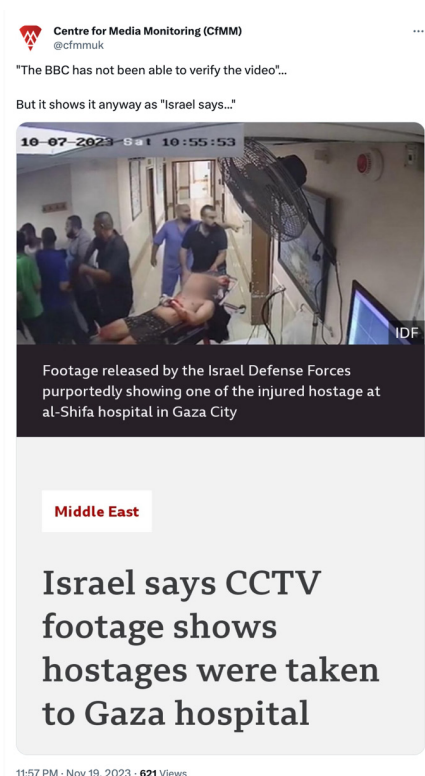 Centre for Media Monitoring (CfMM)
@cfmmuk
"The BBC has not been able to verify the video"...
But it shows it anyway as "Israel says..."
10-07-2023 Sat 10:55:53
IDF
Footage released by the Israel Defense Forces
purportedly showing one of the injured hostage at
al-Shifa hospital in Gaza City
Middle East
Israel says CCTV
footage shows
hostages were taken
to Gaza hospital
11:57 PM · Nov 19, 2023 · 621 Views